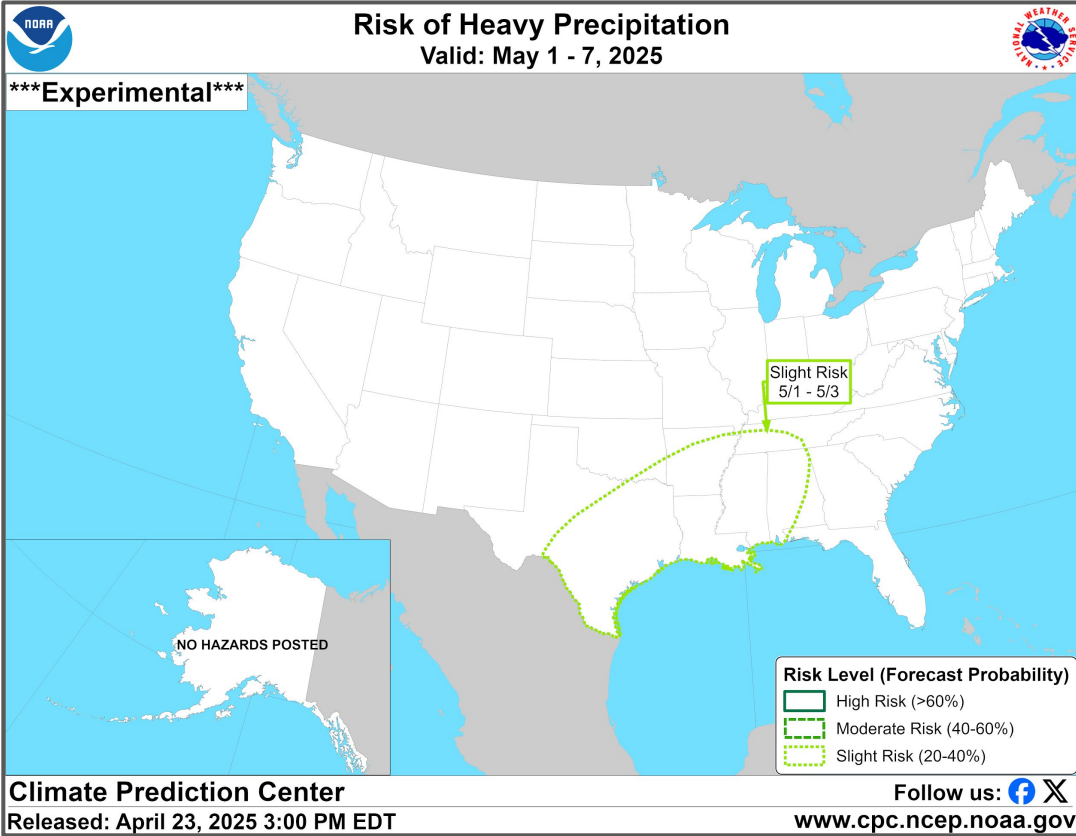 NOAA
Risk of Heavy Precipitation
Valid: May 1 - 7, 2025
NATIONAL WEATHER SERVICE
***Experimental***
Slight Risk
5/1 - 5/3
NO HAZARDS POSTED
Risk Level (Forecast Probability)
High Risk (>60%)
Moderate Risk (40-60%)
Slight Risk (20-40%)
Climate Prediction Center
Follow us:
Released: April 23, 2025 3:00 PM EDT
www.cpc.ncep.noaa.gov